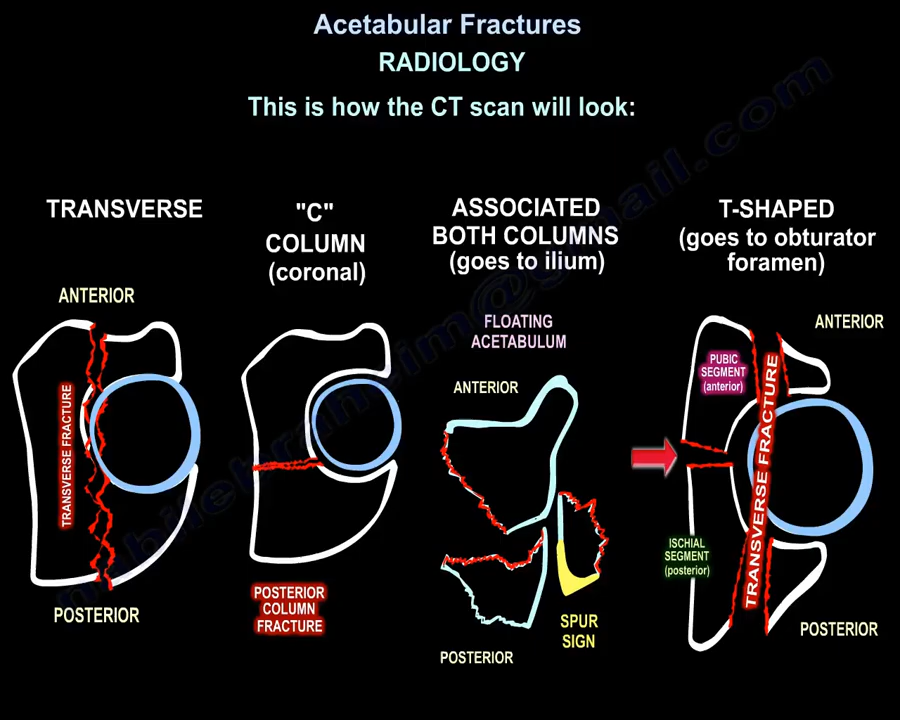 Acetabular Fractures
RADIOLOGY
This is how the CT scan will look:
TRANSVERSE
ANTERIOR
TRANSVERSE FRACTURE
POSTERIOR
"C"
COLUMN
(coronal)
POSTERIOR
COLUMN
FRACTURE
ASSOCIATED
BOTH COLUMNS
(goes to ilium)
FLOATING
ACETABULUM
ANTERIOR
SPUR
SIGN
POSTERIOR
T-SHAPED
(goes to obturator
foramen)
ANTERIOR
PUBIC
SEGMENT
(anterior)
TRANSVERSE FRACTURE
ISCHIAL
SEGMENT
(posterior)
POSTERIOR